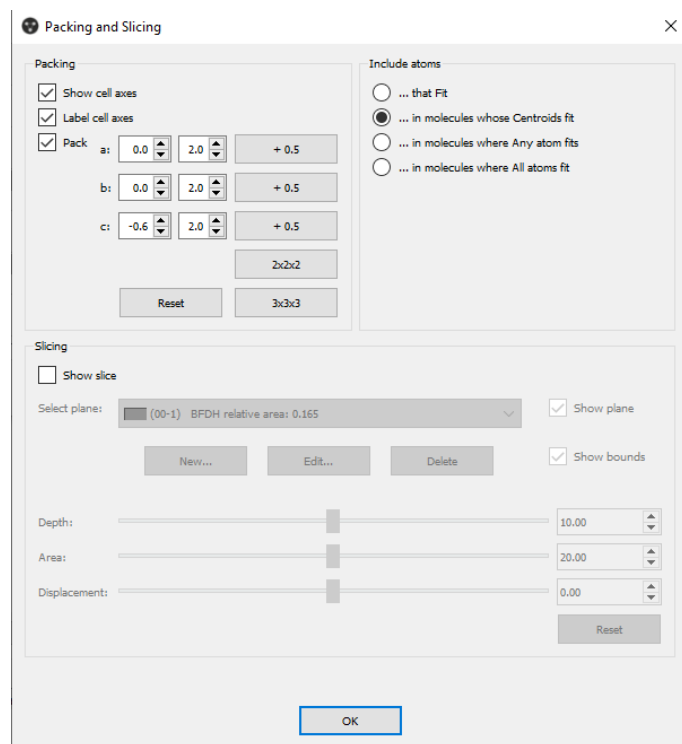 Packing and Slicing
Packing
Show cell axes
Label cell axes
Pack a: 0.0 2.0 + 0.5
b: 0.0 2.0 + 0.5
c: -0.6 2.0 + 0.5
2x2x2
Reset 3x3x3
Include atoms
... that Fit
... in molecules whose Centroids fit
... in molecules where Any atom fits
... in molecules where All atoms fit
Slicing
Show slice
Select plane: (00-1) BFDH relative area: 0.165 Show plane
New... Edit... Delete Show bounds
Depth: 10.00
Area: 20.00
Displacement: 0.00
Reset
OK